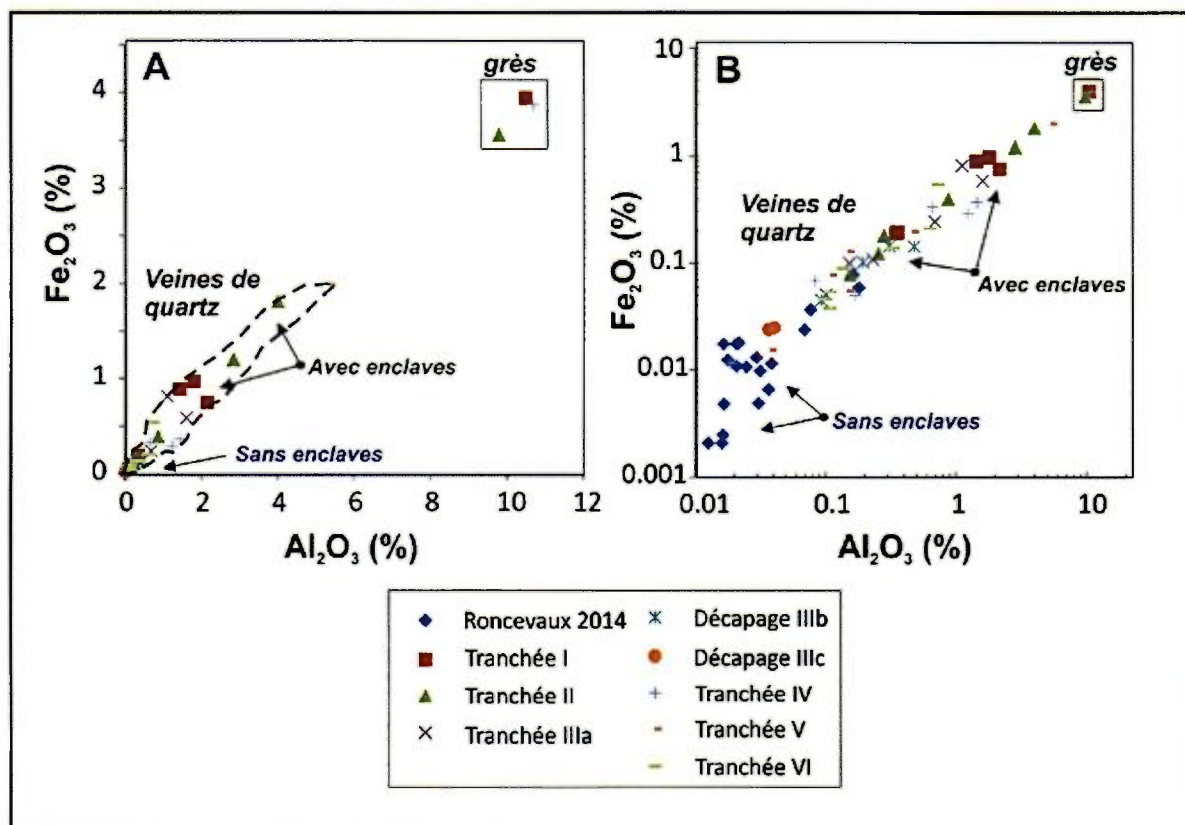 A
grès
Fe₂O₃ (%)
4
3
2
1
0
Veines de
quartz
Avec enclaves
Sans enclaves
0
2
4
6
8
10
12
Al₂O₃ (%)
B
grès
Fe₂O₃ (%)
10
1
0.1
0.01
0.001
Veines de
quartz
Avec enclaves
Sans enclaves
0.01
0.1
1
10
Al₂O₃ (%)
Roncevaux 2014
Tranchée I
Tranchée II
Tranchée IIIa
Décapage IIIb
Décapage IIIc
Tranchée IV
Tranchée V
Tranchée VI